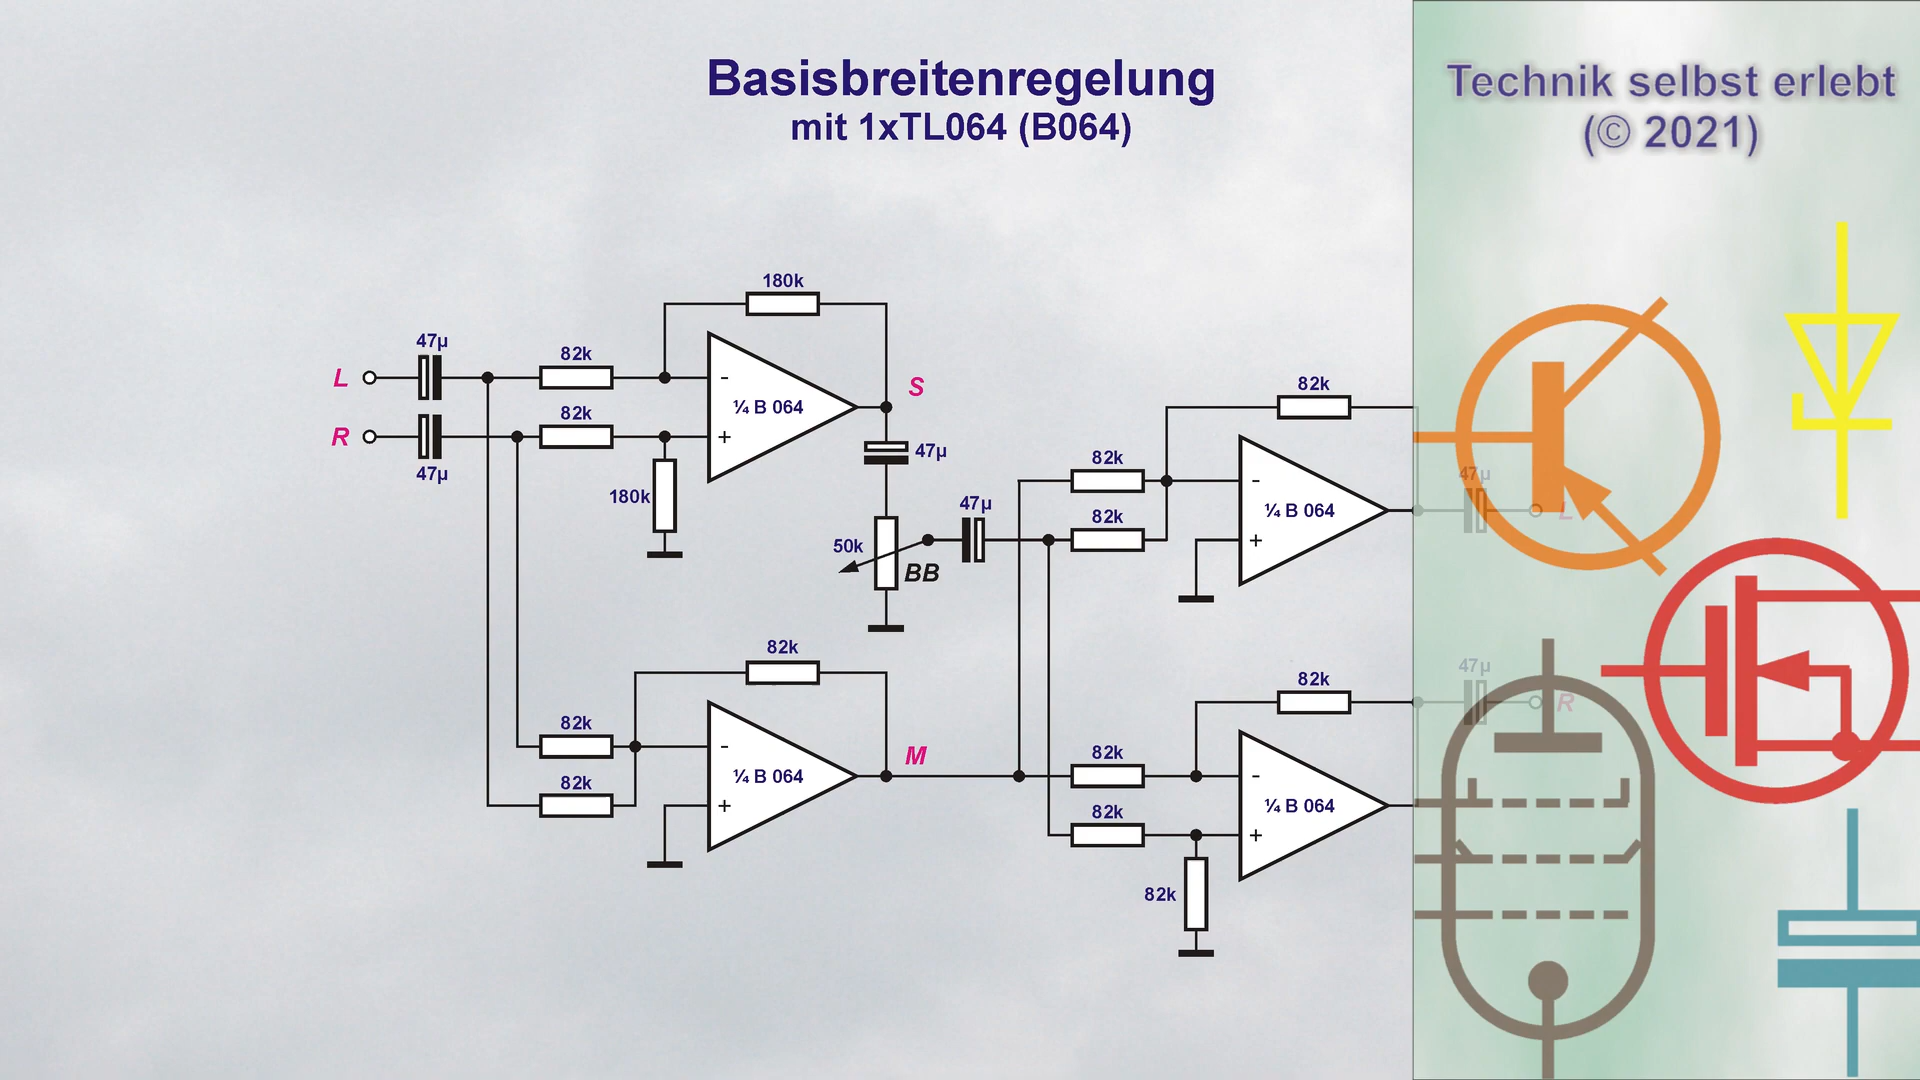 Basisbreitenregelung
mit 1xTL064 (B064)
Technik selbst erlebt
(© 2021)
180k
47µ
82k
L
-
¼ B 064
S
82k
R
+
47µ
180k
47µ
82k
47µ
82k
-
¼ B 064
47µ
L
82k
50k
BB
+
82k
47µ
R
82k
82k
-
¼ B 064
M
82k
-
82k
+
82k
¼ B 064
+
82k